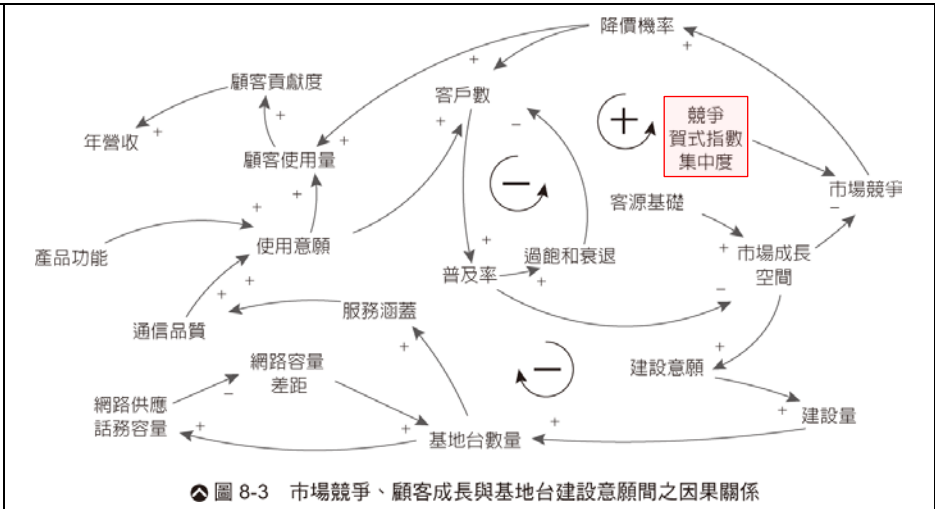 降價機率
+
+
顧客貢獻度
客戶數
+
年營收
+
顧客使用量
+
+
+
−
+
競爭
賀式指數
集中度
−
市場競爭
−
客源基礎
產品功能
+
+
使用意願
+
普及率
+
過飽和衰退
+
市場成長
空間
−
通信品質
+
+
服務涵蓋
+
網路容量
差距
−
+
建設意願
−
網路供應
話務容量
+
+
基地台數量
+
+
建設量
圖 8-3 市場競爭、顧客成長與基地台建設意願間之因果關係